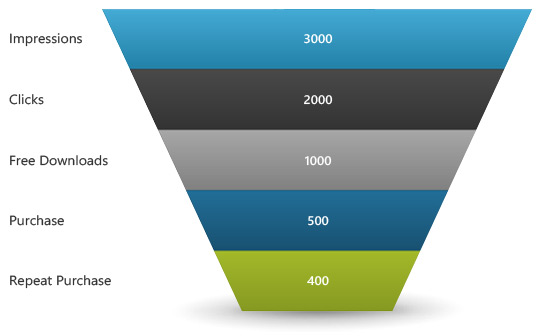 Impressions 3000
Clicks 2000
Free Downloads 1000
Purchase 500
Repeat Purchase 400